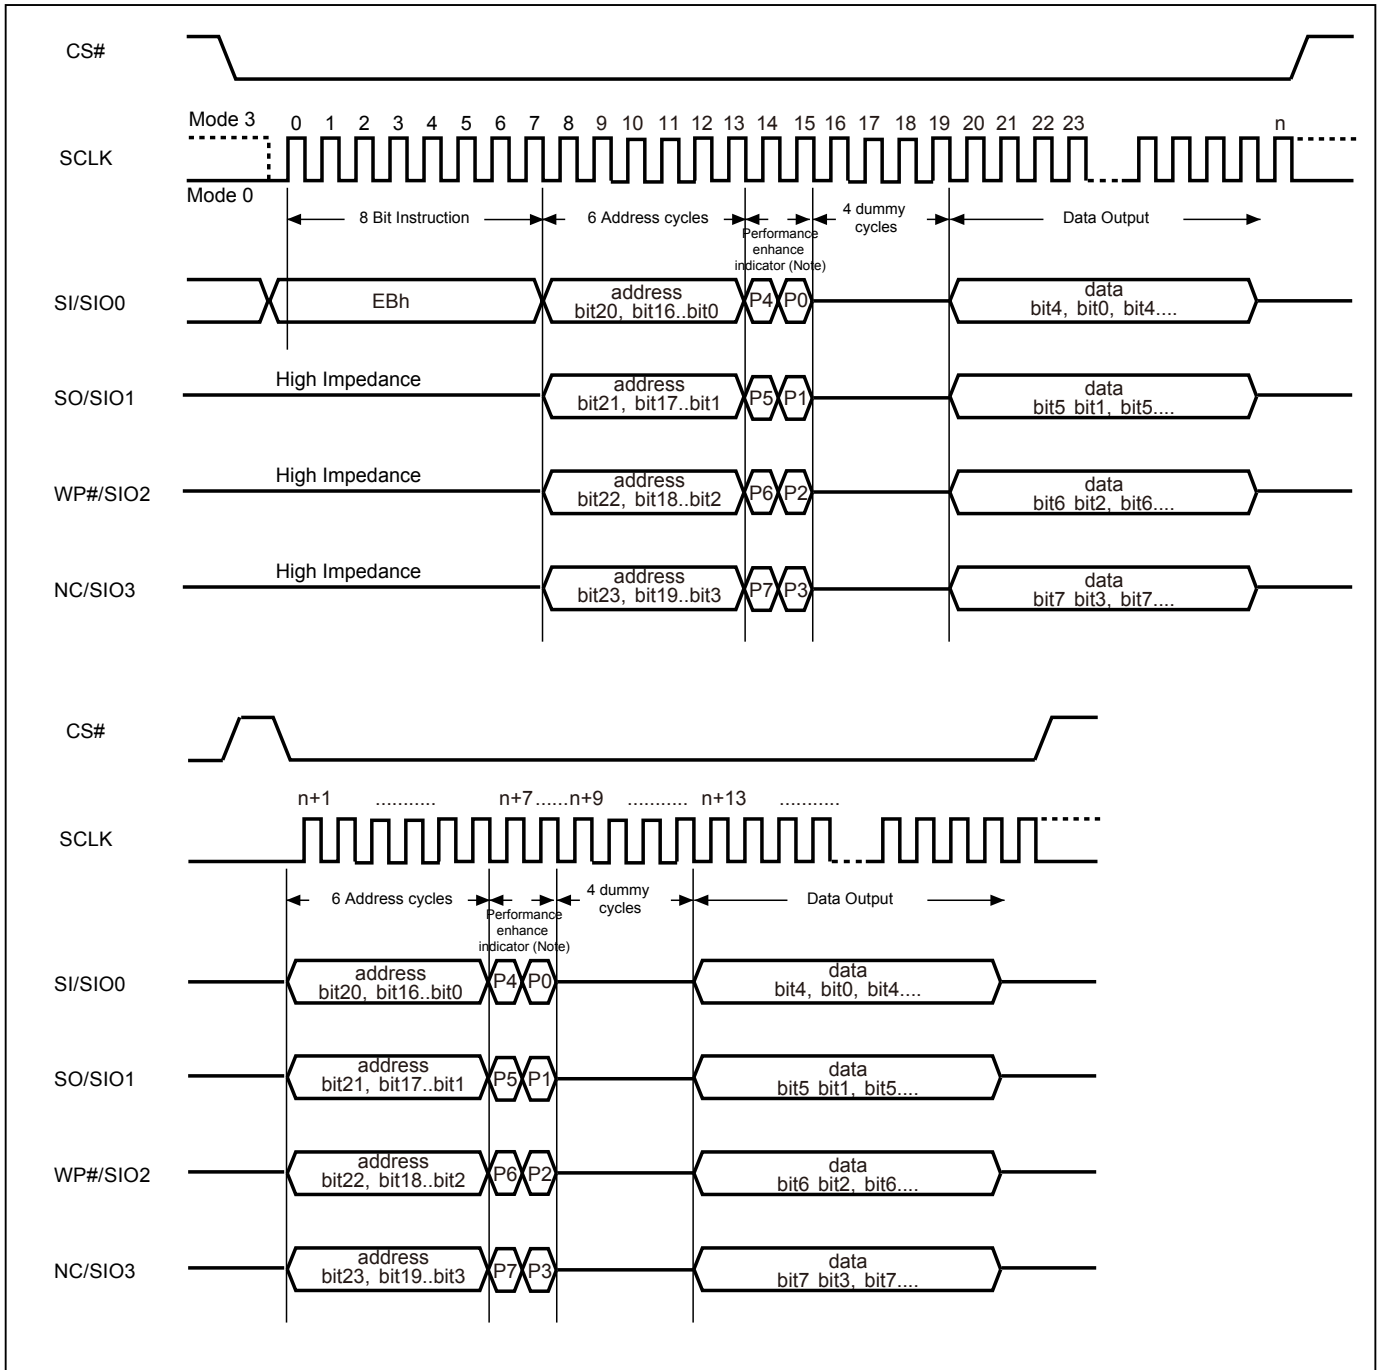 CS#
Mode 3
0 1 2 3 4 5 6 7 8 9 10 11 12 13 14 15 16 17 18 19 20 21 22 23 n
SCLK
Mode 0
8 Bit Instruction
6 Address cycles
Performance
enhance
indicator (Note)
4 dummy
cycles
Data Output
SI/SIO0
EBh
address
bit20, bit16..bit0
P4 P0
data
bit4, bit0, bit4....
SO/SIO1
High Impedance
address
bit21, bit17..bit1
P5 P1
data
bit5 bit1, bit5....
WP#/SIO2
High Impedance
address
bit22, bit18..bit2
P6 P2
data
bit6 bit2, bit6....
NC/SIO3
High Impedance
address
bit23, bit19..bit3
P7 P3
data
bit7 bit3, bit7....
CS#
n+1 ........... n+7......n+9 ........... n+13 ...........
SCLK
6 Address cycles
Performance
enhance
indicator (Note)
4 dummy
cycles
Data Output
SI/SIO0
address
bit20, bit16..bit0
P4 P0
data
bit4, bit0, bit4....
SO/SIO1
address
bit21, bit17..bit1
P5 P1
data
bit5 bit1, bit5....
WP#/SIO2
address
bit22, bit18..bit2
P6 P2
data
bit6 bit2, bit6....
NC/SIO3
address
bit23, bit19..bit3
P7 P3
data
bit7 bit3, bit7....